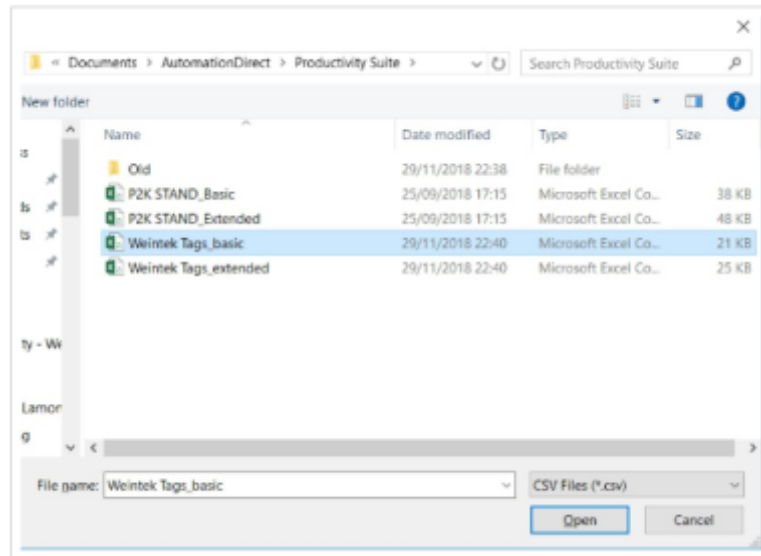 « Documents > AutomationDirect > Productivity Suite >
Search Productivity Suite
New folder
Name Date modified Type Size
Old 29/11/2018 22:38 File folder
P2K STAND_Basic 25/09/2018 17:15 Microsoft Excel Co... 38 KB
P2K STAND_Extended 25/09/2018 17:15 Microsoft Excel Co... 48 KB
Weintek Tags_basic 29/11/2018 22:40 Microsoft Excel Co... 21 KB
Weintek Tags_extended 29/11/2018 22:40 Microsoft Excel Co... 25 KB
ty - We
Lamor
g
File name: Weintek Tags_basic CSV Files (*.csv)
Open Cancel